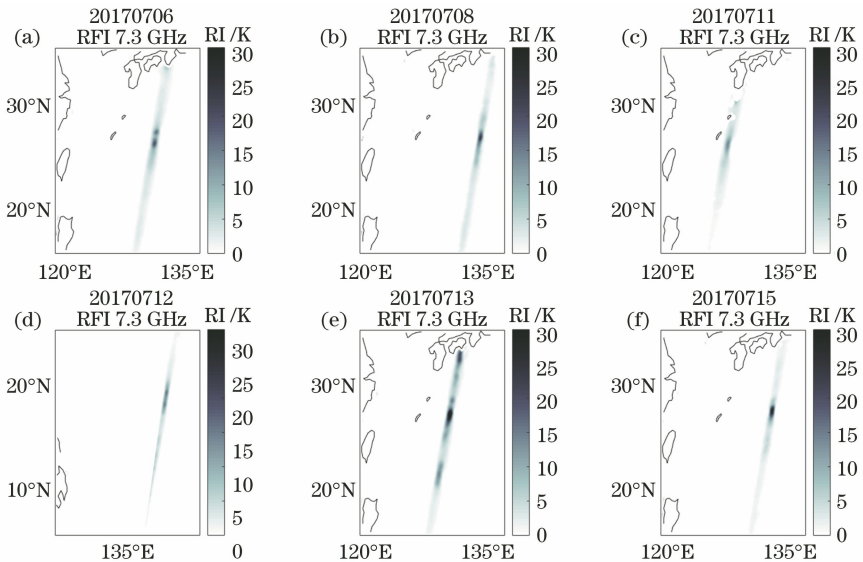 20170706
(a) RFI 7.3 GHz RI /K
30
25
20
15
10
5
0
30°N
20°N
120°E 135°E
20170708
(b) RFI 7.3 GHz RI /K
30
25
20
15
10
5
0
30°N
20°N
120°E 135°E
20170711
(c) RFI 7.3 GHz RI /K
30
25
20
15
10
5
0
30°N
20°N
120°E 135°E
20170712
(d) RFI 7.3 GHz RI /K
30
25
20
15
10
5
0
20°N
10°N
135°E
20170713
(e) RFI 7.3 GHz RI /K
30
25
20
15
10
5
0
30°N
20°N
120°E 135°E
20170715
(f) RFI 7.3 GHz RI /K
30
25
20
15
10
5
0
30°N
20°N
120°E 135°E